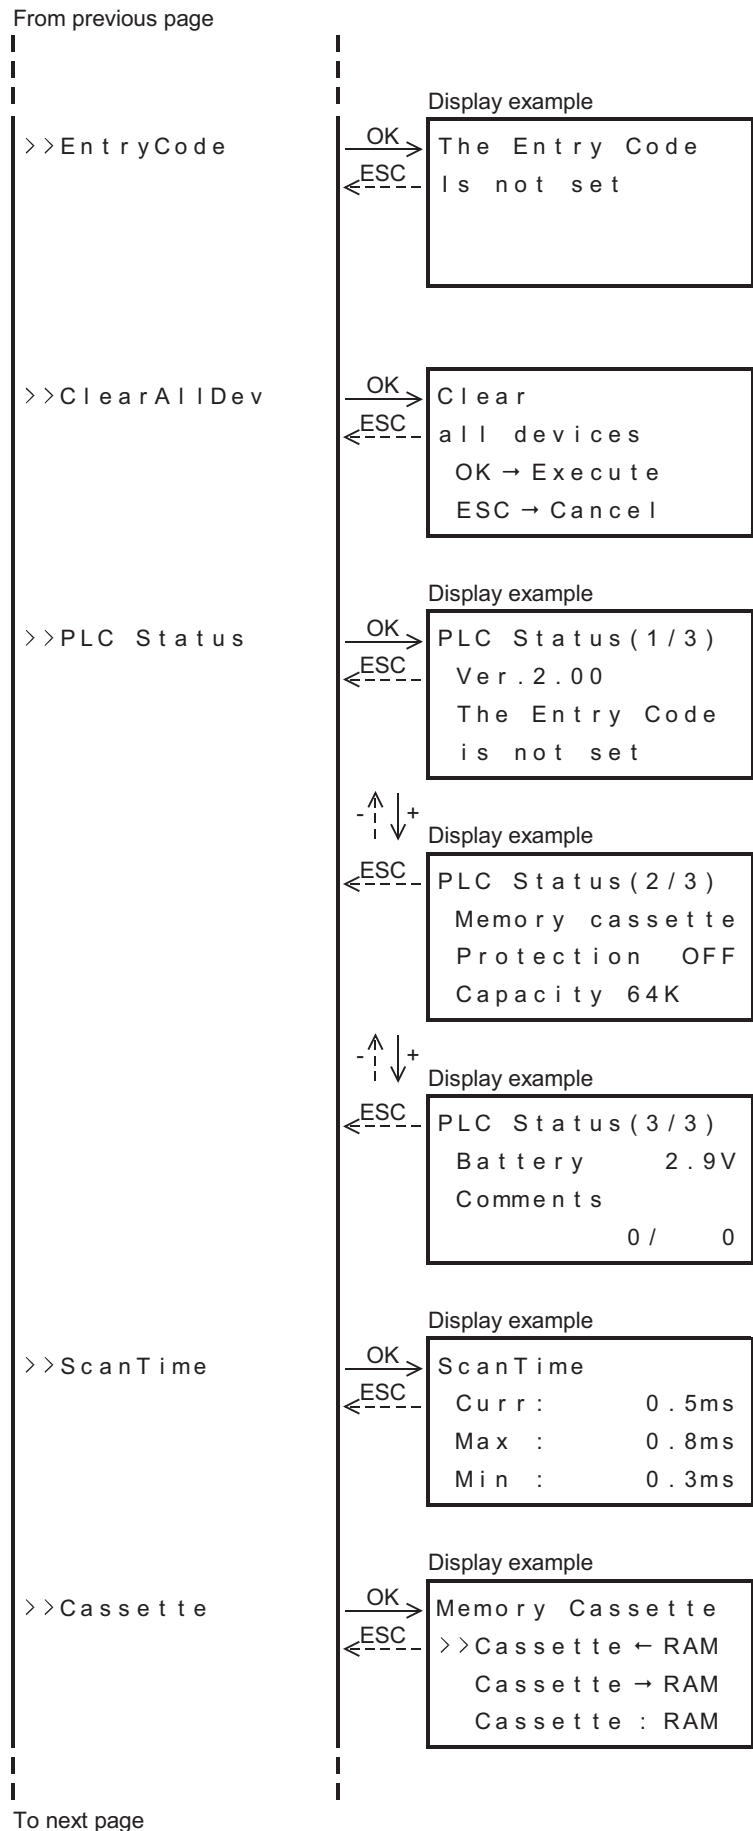 From previous page
Display example
>>EntryCode
OK
ESC
The Entry Code
Is not set
>>ClearAllDev
OK
ESC
Clear
all devices
OK → Execute
ESC → Cancel
Display example
>>PLC Status
OK
ESC
PLC Status(1/3)
Ver.2.00
The Entry Code
is not set
- +
Display example
ESC
PLC Status(2/3)
Memory cassette
Protection OFF
Capacity 64K
- +
Display example
ESC
PLC Status(3/3)
Battery 2.9V
Comments
0/ 0
Display example
>>ScanTime
OK
ESC
ScanTime
Curr: 0.5ms
Max : 0.8ms
Min : 0.3ms
Display example
>>Cassette
OK
ESC
Memory Cassette
>>Cassette ← RAM
Cassette → RAM
Cassette : RAM
To next page